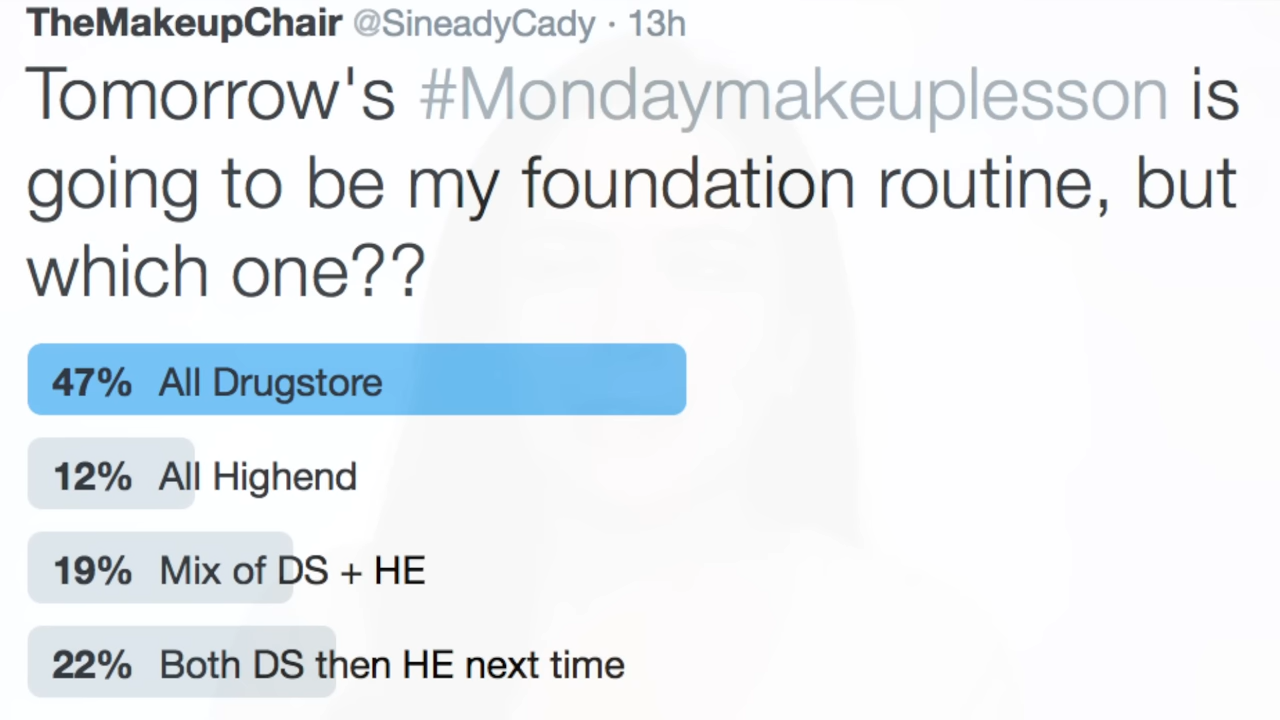 TheMakeupChair @SineadyCady · 13h
Tomorrow's #Mondaymakeuplesson is
going to be my foundation routine, but
which one??
47% All Drugstore
12% All Highend
19% Mix of DS + HE
22% Both DS then HE next time